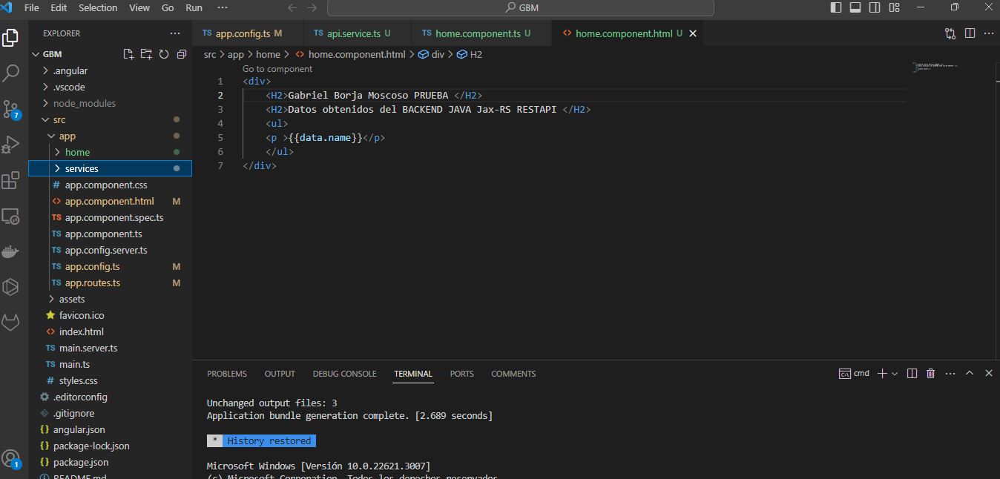 File Edit Selection View Go Run ··· GBM
EXPLORER ···
GBM
.angular
.vscode
node_modules
src
app
home
services
app.component.css
app.component.html M
app.component.spec.ts
app.component.ts
app.config.server.ts
app.config.ts M
app.routes.ts M
assets
favicon.ico
index.html
main.server.ts
main.ts
styles.css
.editorconfig
.gitignore
angular.json
package-lock.json
package.json
README.md
7
1
TS app.config.ts M TS api.service.ts U TS home.component.ts U <> home.component.html U
src > app > home > <> home.component.html > div > H2
Go to component
1 <div>
2 <H2>Gabriel Borja Moscoso PRUEBA </H2>
3 <H2>Datos obtenidos del BACKEND JAVA Jax-RS RESTAPI </H2>
4 <ul>
5 <p >{{data.name}}</p>
6 </ul>
7 </div>
PROBLEMS OUTPUT DEBUG CONSOLE TERMINAL PORTS COMMENTS cmd
Unchanged output files: 3
Application bundle generation complete. [2.689 seconds]
* History restored
Microsoft Windows [Versión 10.0.22621.3007]
(c) Microsoft Corporation. Todos los derechos reservados.